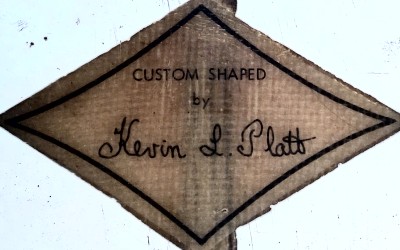 CUSTOM SHAPED
by
Kevin L. Platt